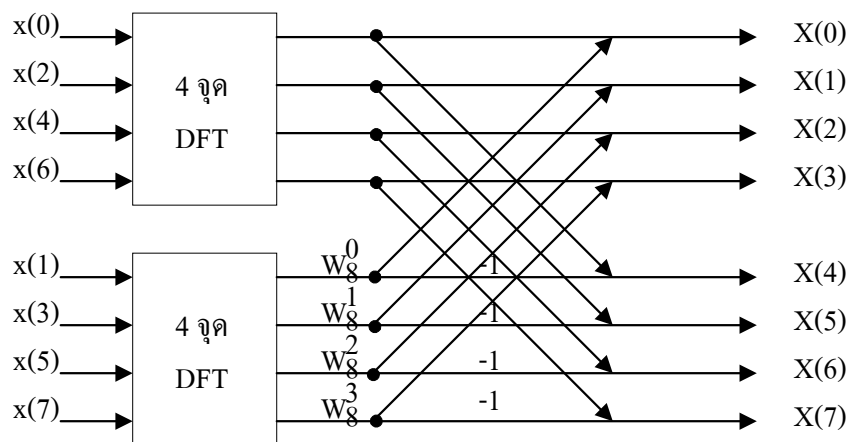 x(0) X(0)
x(2) 4 จุด X(1)
x(4) DFT X(2)
x(6) X(3)
x(1) W₈⁰ -1 X(4)
x(3) 4 จุด W₈¹ -1 X(5)
x(5) DFT W₈² -1 X(6)
x(7) W₈³ -1 X(7)